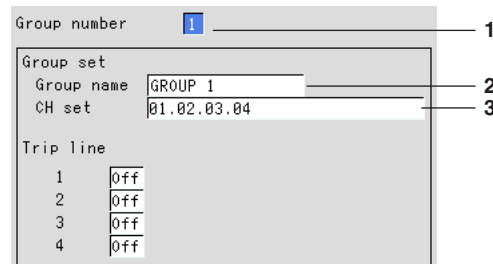 Group number 1 1
Group set
Group name GROUP 1 2
CH set 01.02.03.04 3
Trip line
1 Off
2 Off
3 Off
4 Off